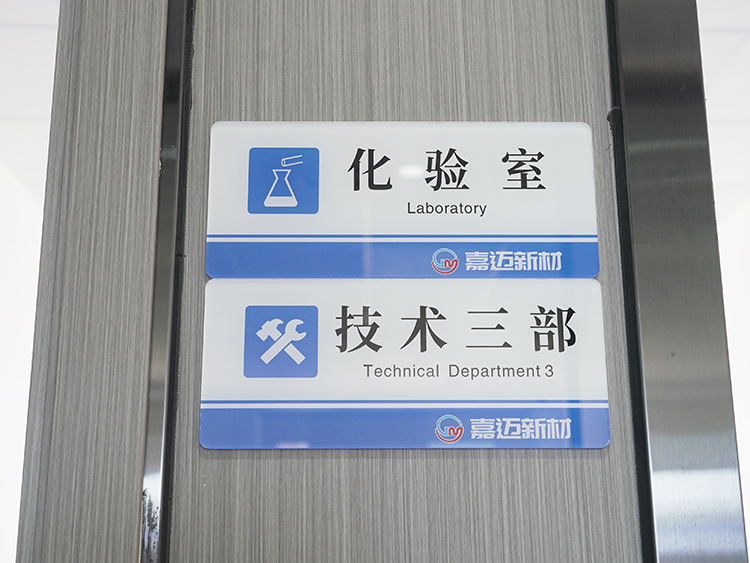 化验室
Laboratory
嘉迈新材
技术三部
Technical Department 3
嘉迈新材